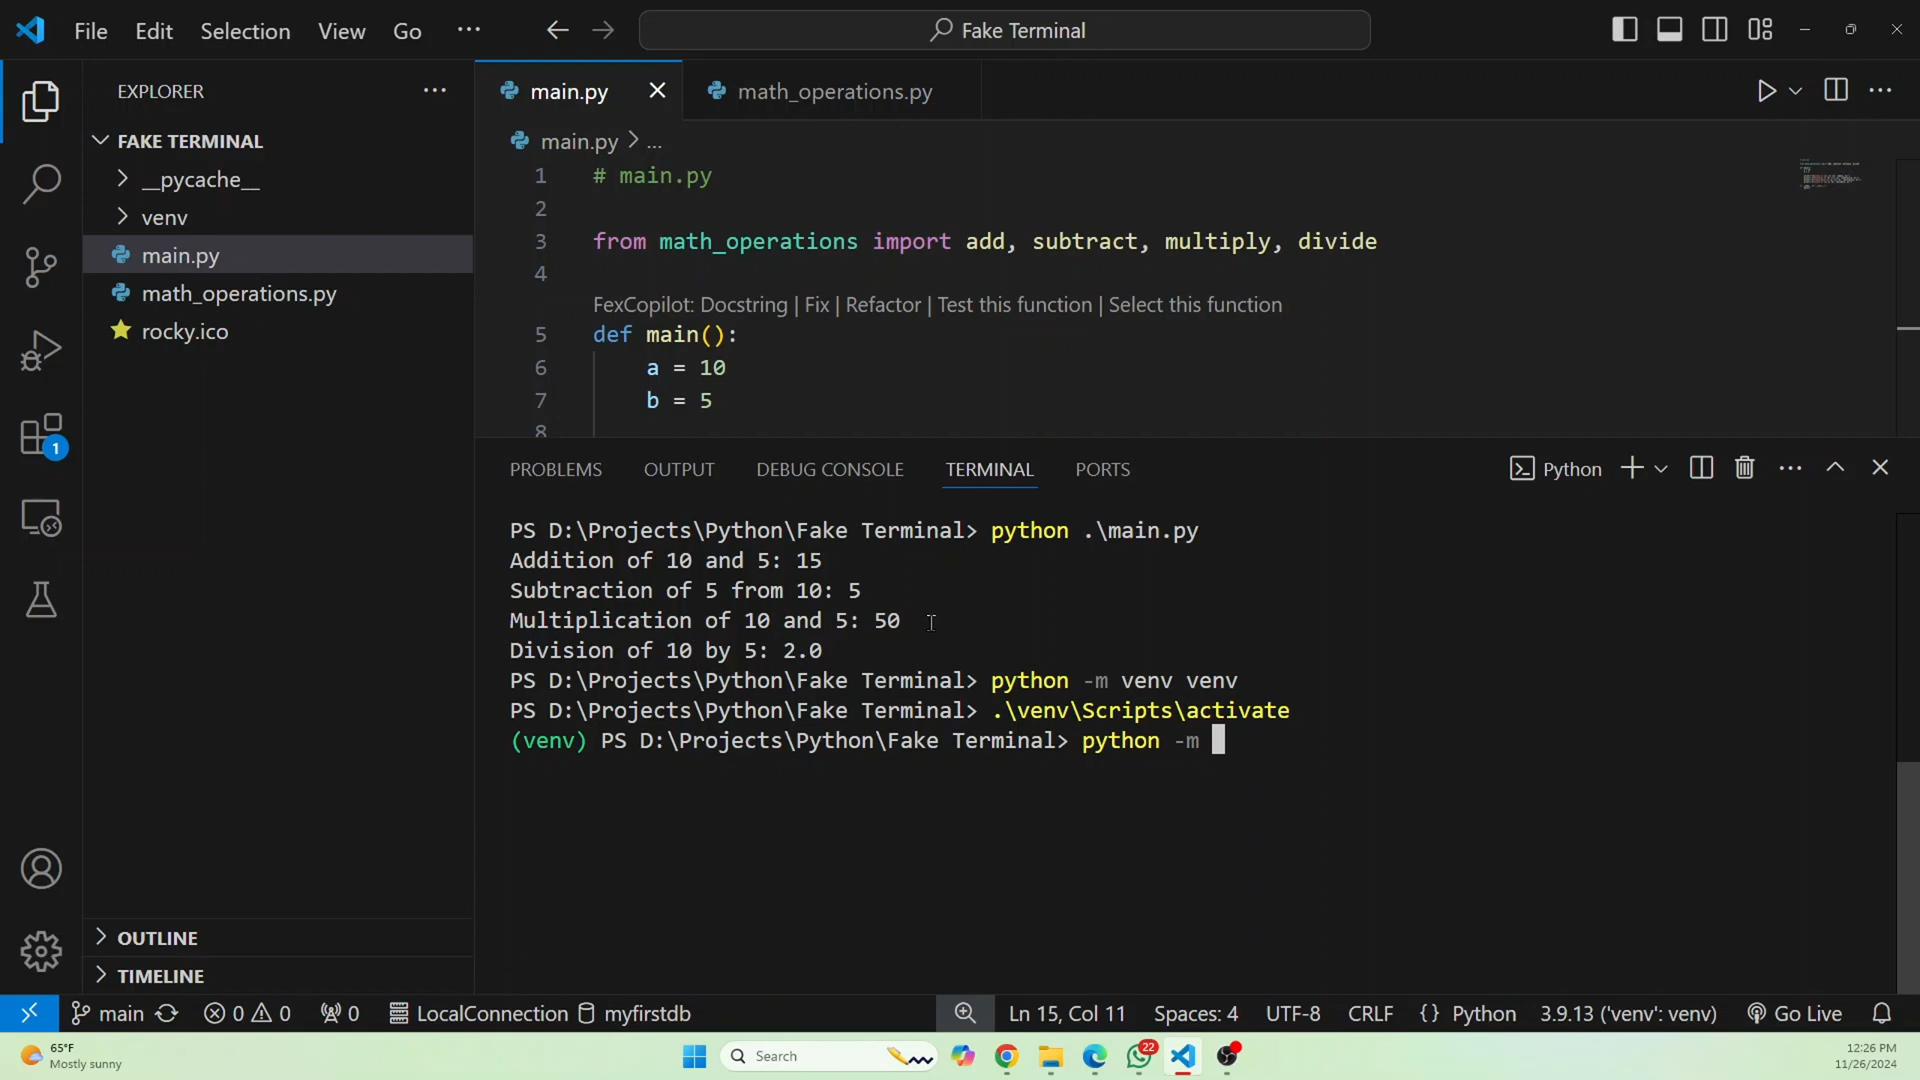 File Edit Selection View Go ··· Fake Terminal
EXPLORER ···
FAKE TERMINAL
__pycache__
venv
main.py
math_operations.py
rocky.ico
OUTLINE
TIMELINE
main.py math_operations.py
main.py > ...
1 # main.py
2
3 from math_operations import add, subtract, multiply, divide
4
FexCopilot: Docstring | Fix | Refactor | Test this function | Select this function
5 def main():
6 a = 10
7 b = 5
8
PROBLEMS OUTPUT DEBUG CONSOLE TERMINAL PORTS Python
PS D:\Projects\Python\Fake Terminal> python .\main.py
Addition of 10 and 5: 15
Subtraction of 5 from 10: 5
Multiplication of 10 and 5: 50
Division of 10 by 5: 2.0
PS D:\Projects\Python\Fake Terminal> python -m venv venv
PS D:\Projects\Python\Fake Terminal> .\venv\Scripts\activate
(venv) PS D:\Projects\Python\Fake Terminal> python -m
1
main 0 0 0 LocalConnection myfirstdb Ln 15, Col 11 Spaces: 4 UTF-8 CRLF {} Python 3.9.13 ('venv': venv) Go Live
65°F
Mostly sunny
Search
22
12:26 PM
11/26/2024